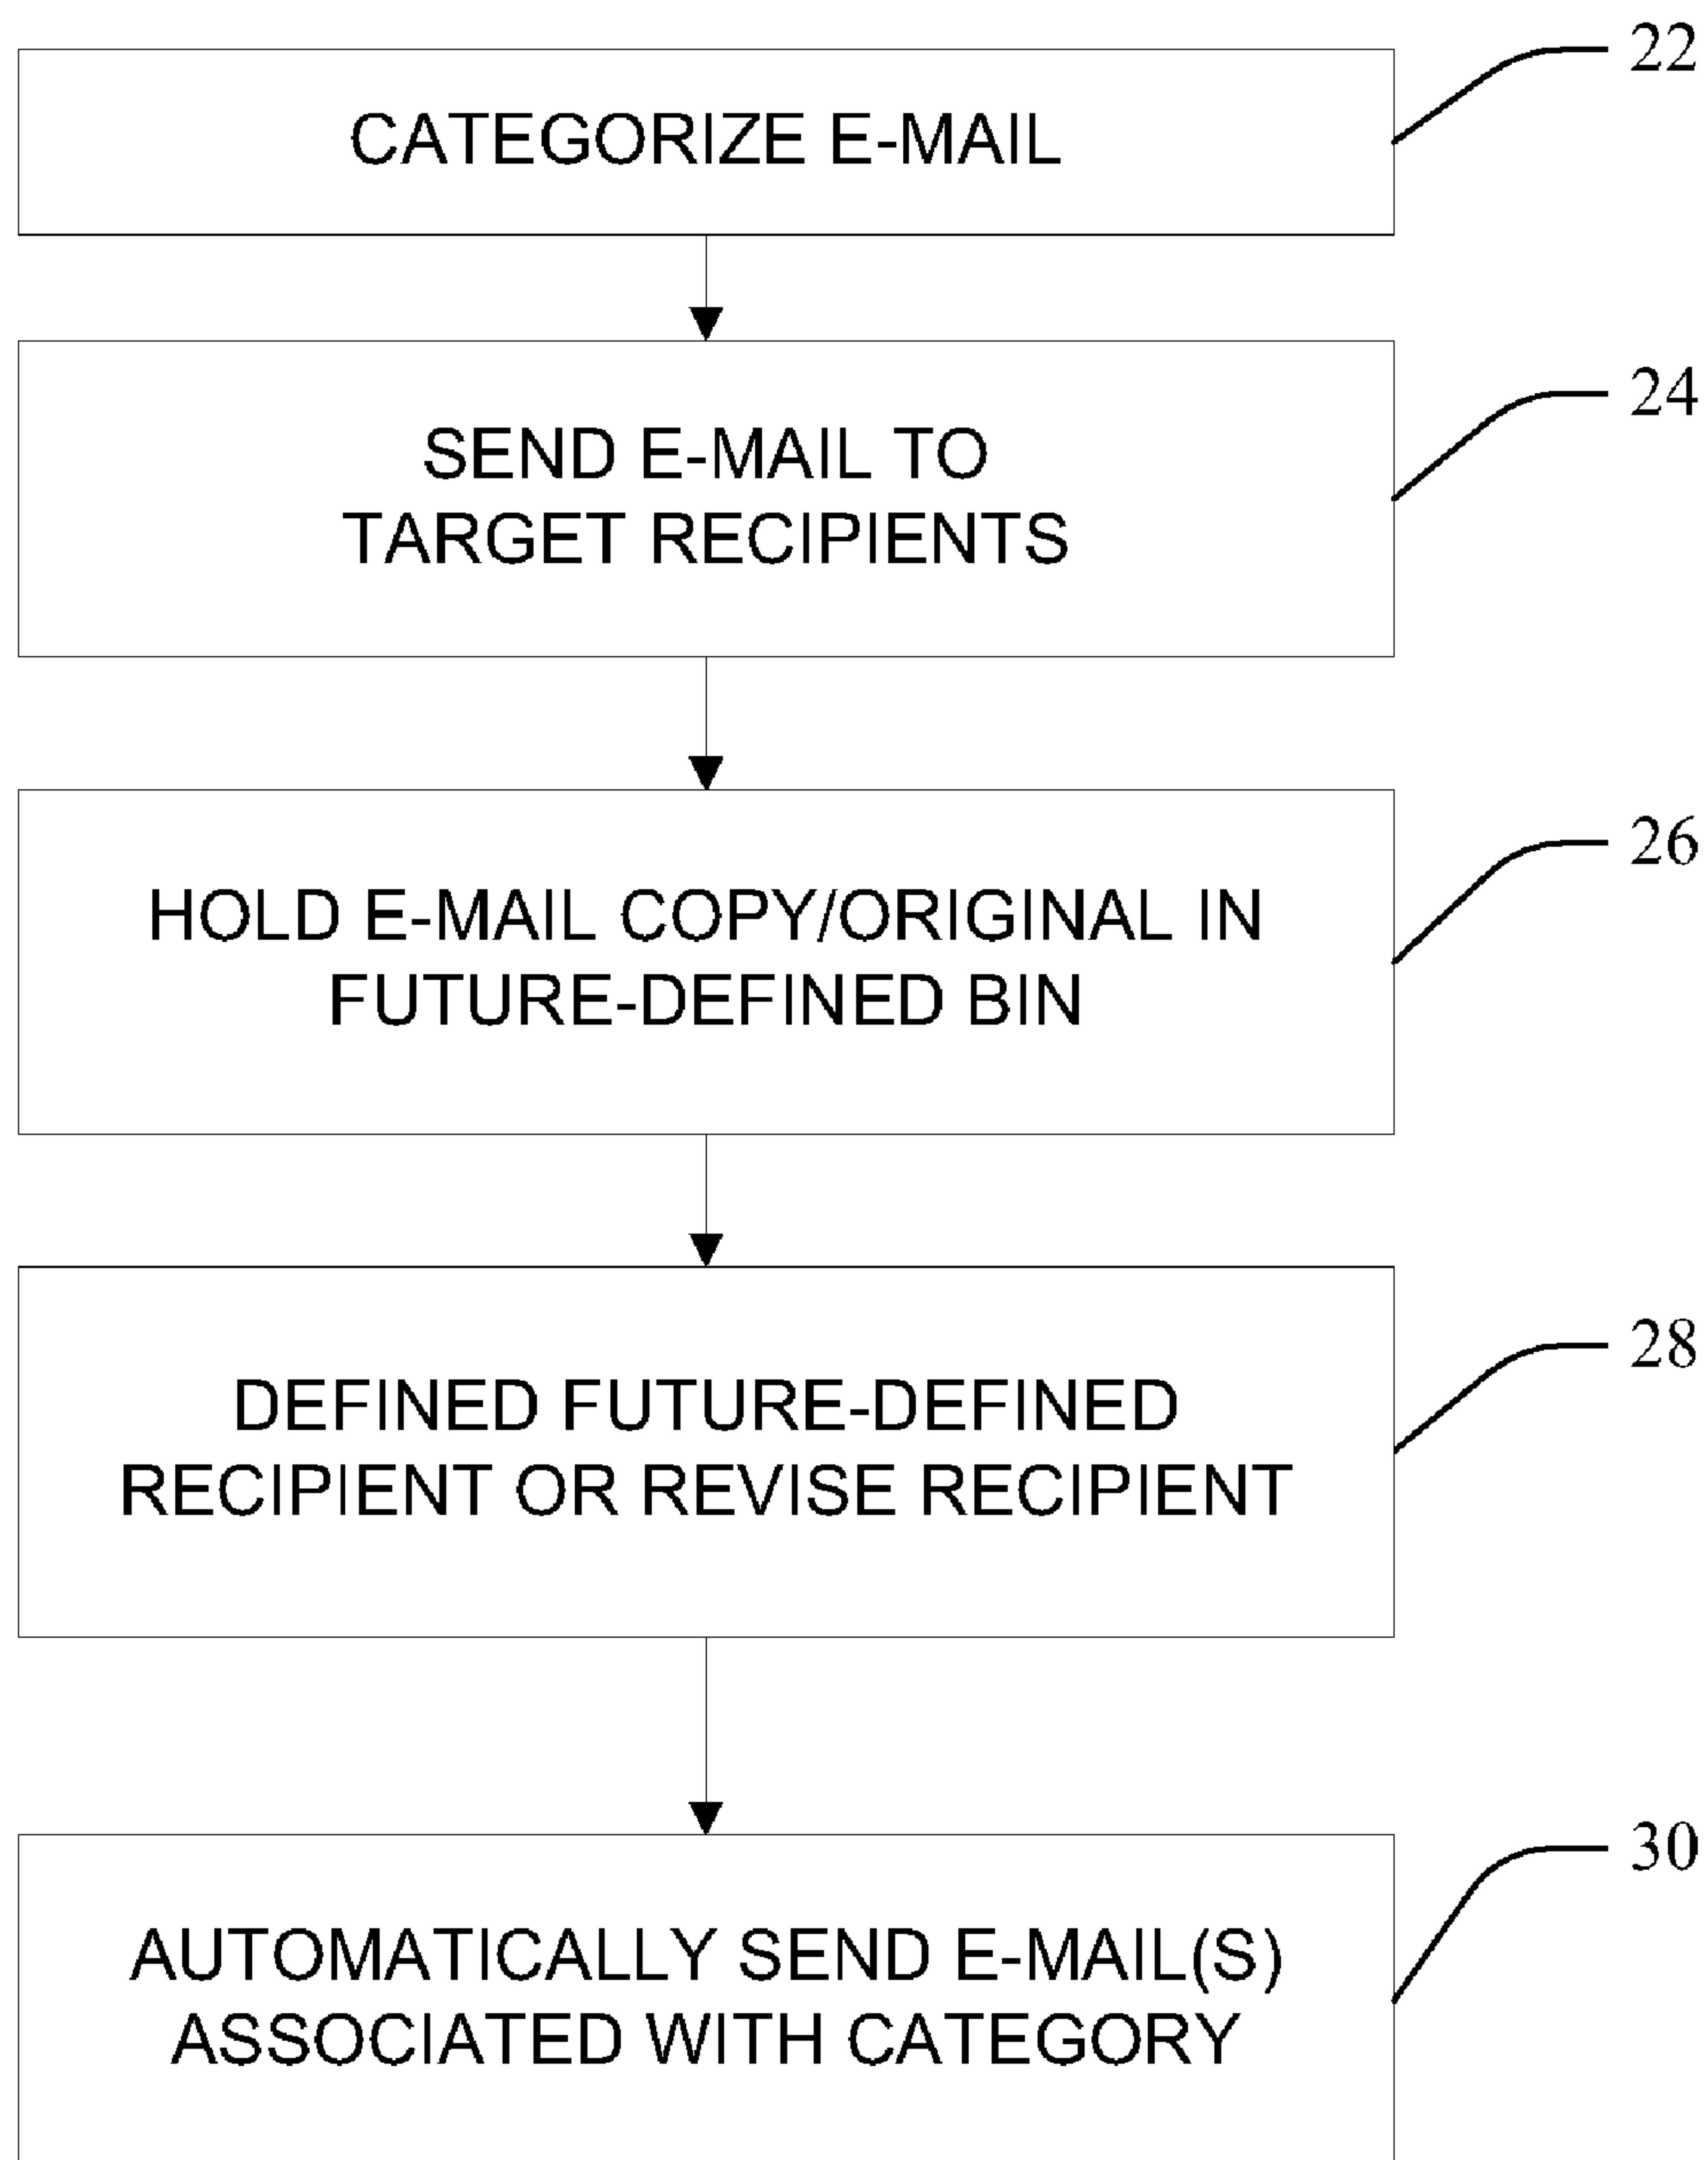 22
CATEGORIZE E-MAIL
24
SEND E-MAIL TO
TARGET RECIPIENTS
26
HOLD E-MAIL COPY/ORIGINAL IN
FUTURE-DEFINED BIN
28
DEFINED FUTURE-DEFINED
RECIPIENT OR REVISE RECIPIENT
30
AUTOMATICALLY SEND E-MAIL(S)
ASSOCIATED WITH CATEGORY